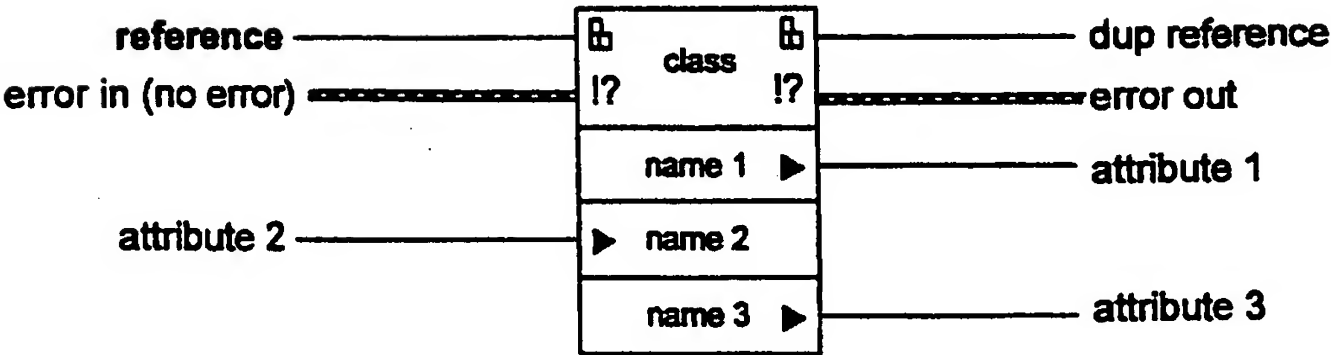 reference class dup reference
error in (no error) !? !? error out
name 1 attribute 1
attribute 2 name 2
name 3 attribute 3